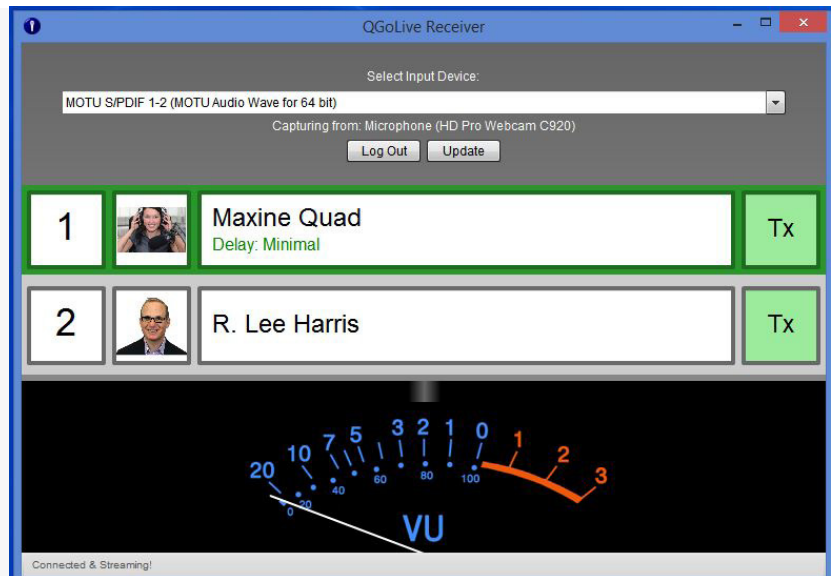 QGoLive Receiver
Select Input Device:
MOTU S/PDIF 1-2 (MOTU Audio Wave for 64 bit)
Capturing from: Microphone (HD Pro Webcam C920)
Log Out Update
1 Maxine Quad Tx
Delay: Minimal
2 R. Lee Harris Tx
20 10 7 5 3 2 1 0 1 2 3
0 20 40 60 80 100
VU
Connected & Streaming!